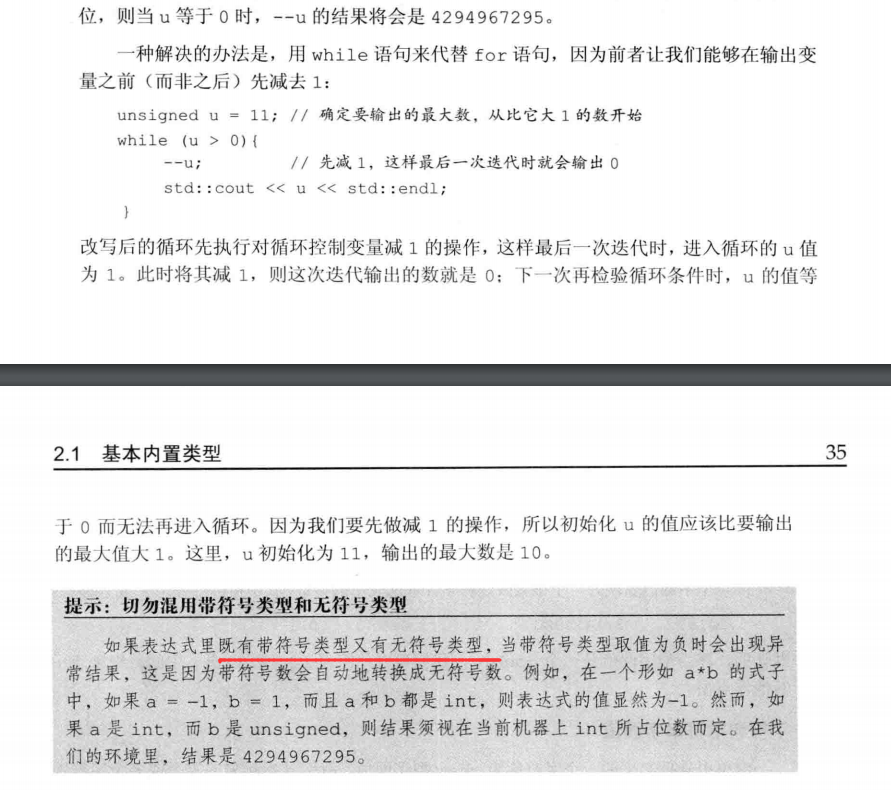 位，则当 u 等于 0 时，--u 的结果将会是 4294967295。
一种解决的办法是，用 while 语句来代替 for 语句，因为前者让我们能够在输出变
量之前（而非之后）先减去 1：
unsigned u = 11; // 确定要输出的最大数，从比它大 1 的数开始
while (u > 0){
--u; // 先减 1，这样最后一次迭代时就会输出 0
std::cout << u << std::endl;
}
改写后的循环先执行对循环控制变量减 1 的操作，这样最后一次迭代时，进入循环的 u 值
为 1。此时将其减 1，则这次迭代输出的数就是 0；下一次再检验循环条件时，u 的值等
2.1 基本内置类型 35
于 0 而无法再进入循环。因为我们要先做减 1 的操作，所以初始化 u 的值应该比要输出
的最大值大 1。这里，u 初始化为 11，输出的最大数是 10。
提示：切勿混用带符号类型和无符号类型
如果表达式里既有带符号类型又有无符号类型，当带符号类型取值为负时会出现异
常结果，这是因为带符号数会自动地转换成无符号数。例如，在一个形如 a*b 的式子
中，如果 a = -1，b = 1，而且 a 和 b 都是 int，则表达式的值显然为-1。然而，如
果 a 是 int，而 b 是 unsigned，则结果须视在当前机器上 int 所占位数而定。在我
们的环境里，结果是 4294967295。